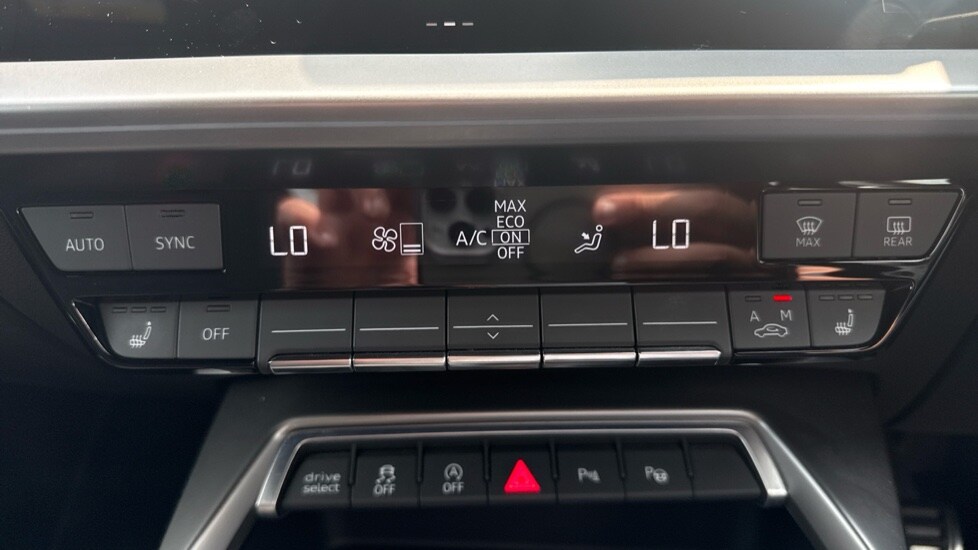 AUTO
SYNC
LO
A/C
MAX
ECO
ON
OFF
LO
MAX
REAR
OFF
A M
drive
select
OFF
A
OFF
P
P